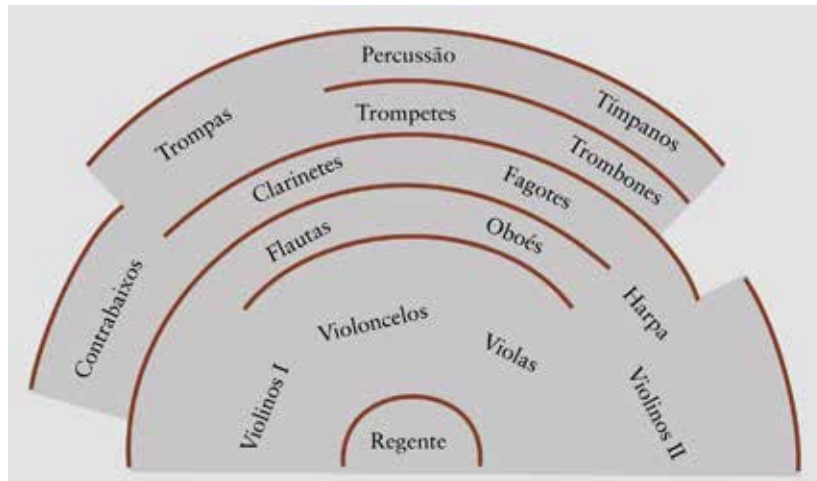 Percussão
Trompas
Trompetes
Tímpanos
Trombones
Clarinetes
Fagotes
Flautas
Oboés
Contrabaixos
Harpa
Violoncelos
Violas
Violinos I
Violinos II
Regente